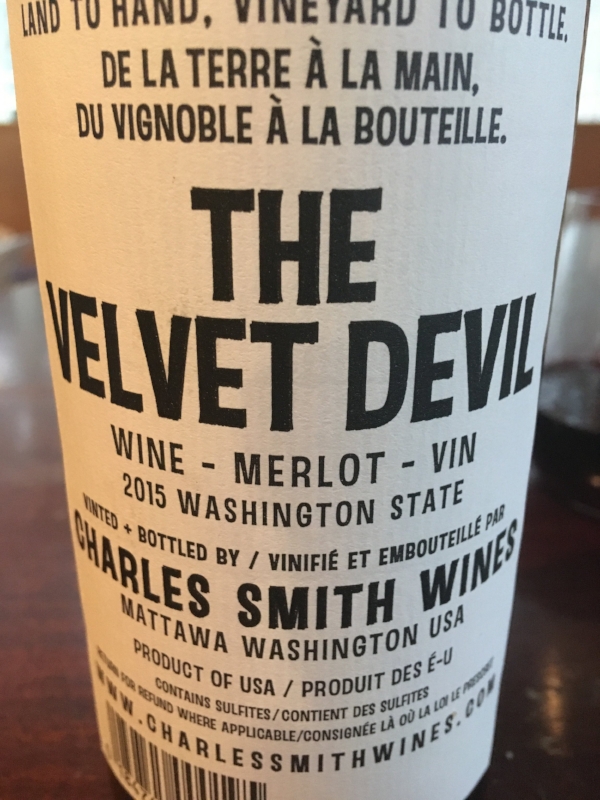 LAND TO HAND, VINEYARD TO BOTTLE.
DE LA TERRE À LA MAIN,
DU VIGNOBLE À LA BOUTEILLE.
THE
VELVET DEVIL
WINE - MERLOT - VIN
2015 WASHINGTON STATE
VINTED + BOTTLED BY / VINIFIÉ ET EMBOUTEILLÉ PAR
CHARLES SMITH WINES
MATTAWA WASHINGTON USA
PRODUCT OF USA / PRODUIT DES É-U
CONTAINS SULFITES/CONTIENT DES SULFITES
RETURN FOR REFUND WHERE APPLICABLE/CONSIGNÉE LÀ OÙ LA LOI LE PRESCRIT
WWW.CHARLESSMITHWINES.COM